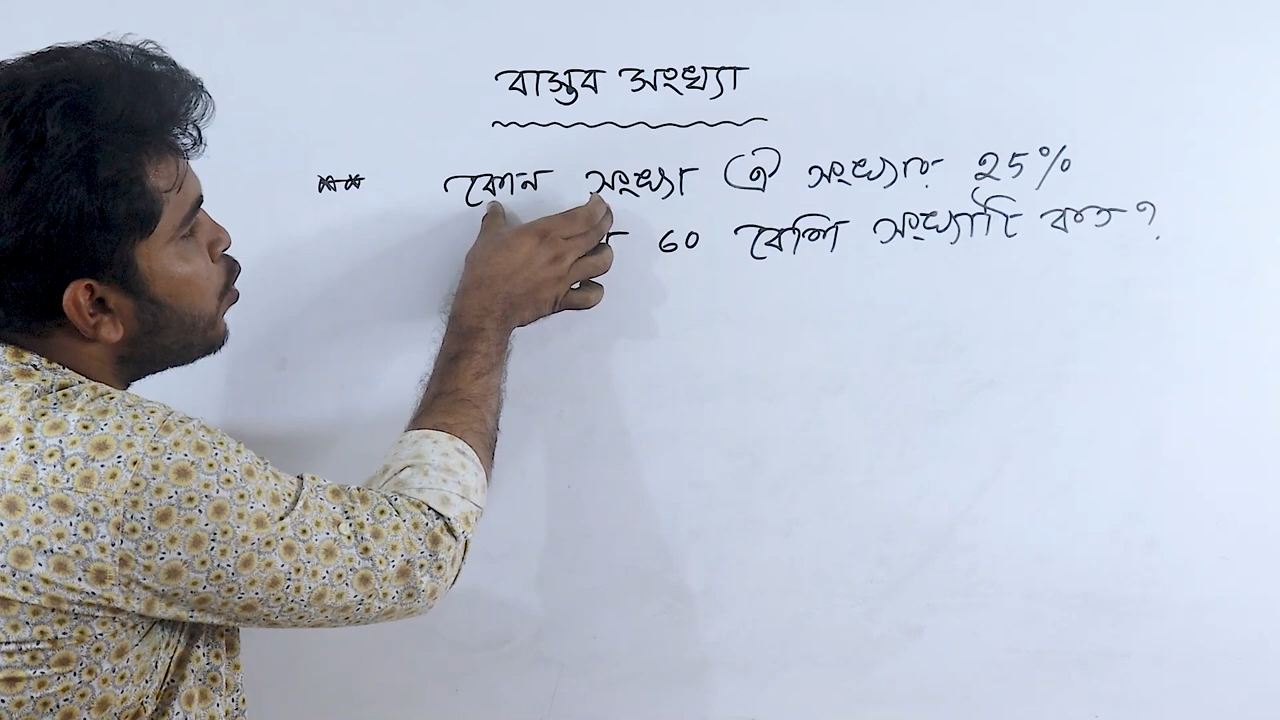 বাস্তব সংখ্যা
** কোন সংখ্যা ঐ সংখ্যার 25%
60 বেশি সংখ্যাটি কত ?